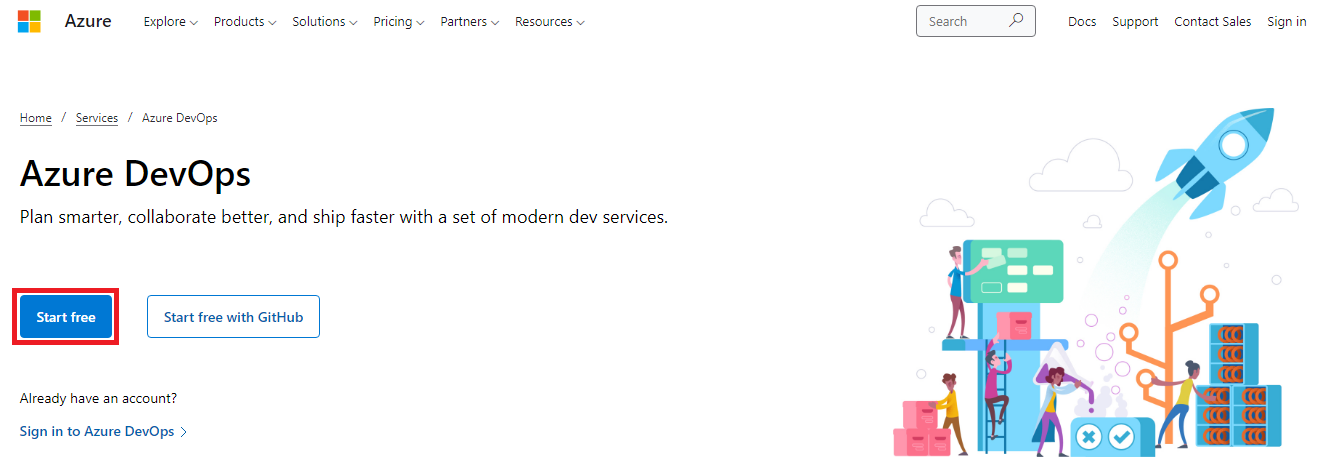 Azure Explore Products Solutions Pricing Partners Resources Search Docs Support Contact Sales Sign in
Home / Services / Azure DevOps
Azure DevOps
Plan smarter, collaborate better, and ship faster with a set of modern dev services.
Start free Start free with GitHub
Already have an account?
Sign in to Azure DevOps